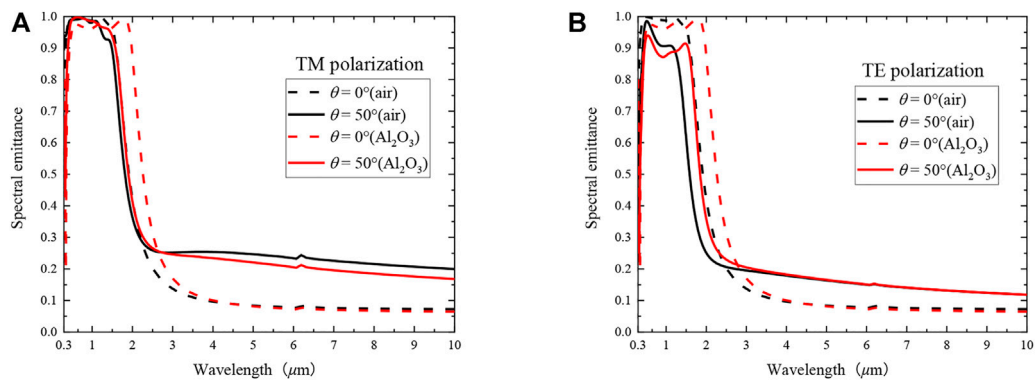 A
Spectral emittance
1.0
0.9
0.8
0.7
0.6
0.5
0.4
0.3
0.2
0.1
0.0
TM polarization
θ = 0°(air)
θ = 50°(air)
θ = 0°(Al₂O₃)
θ = 50°(Al₂O₃)
0.3 1 2 3 4 5 6 7 8 9 10
Wavelength (μm)
B
Spectral emittance
1.0
0.9
0.8
0.7
0.6
0.5
0.4
0.3
0.2
0.1
0.0
TE polarization
θ = 0°(air)
θ = 50°(air)
θ = 0°(Al₂O₃)
θ = 50°(Al₂O₃)
0.3 1 2 3 4 5 6 7 8 9 10
Wavelength (μm)